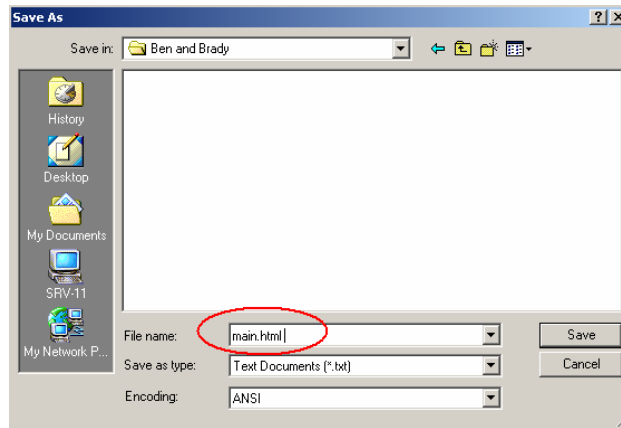 Save As
Save in: Ben and Brady
History
Desktop
My Documents
SRV-11
My Network P...
File name: main.html Save
Save as type: Text Documents (*.txt) Cancel
Encoding: ANSI